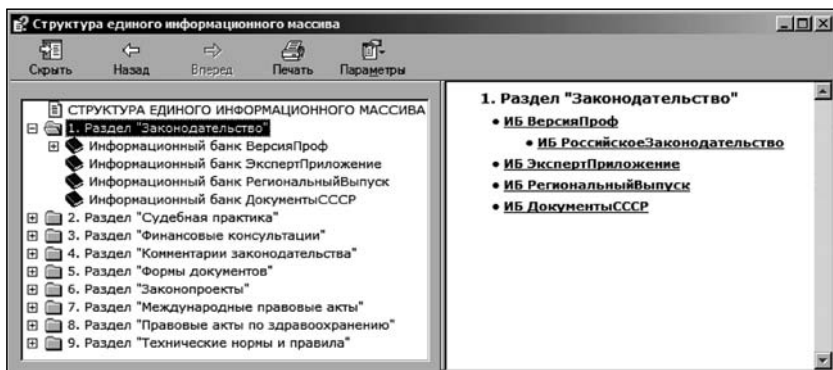 Структура единого информационного массива
Скрыть Назад Вперед Печать Параметры
СТРУКТУРА ЕДИНОГО ИНФОРМАЦИОННОГО МАССИВА
1. Раздел "Законодательство"
Информационный банк ВерсияПроф
Информационный банк ЭкспертПриложение
Информационный банк РегиональныйВыпуск
Информационный банк ДокументыСССР
2. Раздел "Судебная практика"
3. Раздел "Финансовые консультации"
4. Раздел "Комментарии законодательства"
5. Раздел "Формы документов"
6. Раздел "Законопроекты"
7. Раздел "Международные правовые акты"
8. Раздел "Правовые акты по здравоохранению"
9. Раздел "Технические нормы и правила"
1. Раздел "Законодательство"
• ИБ ВерсияПроф
• ИБ РоссийскоеЗаконодательство
• ИБ ЭкспертПриложение
• ИБ РегиональныйВыпуск
• ИБ ДокументыСССР